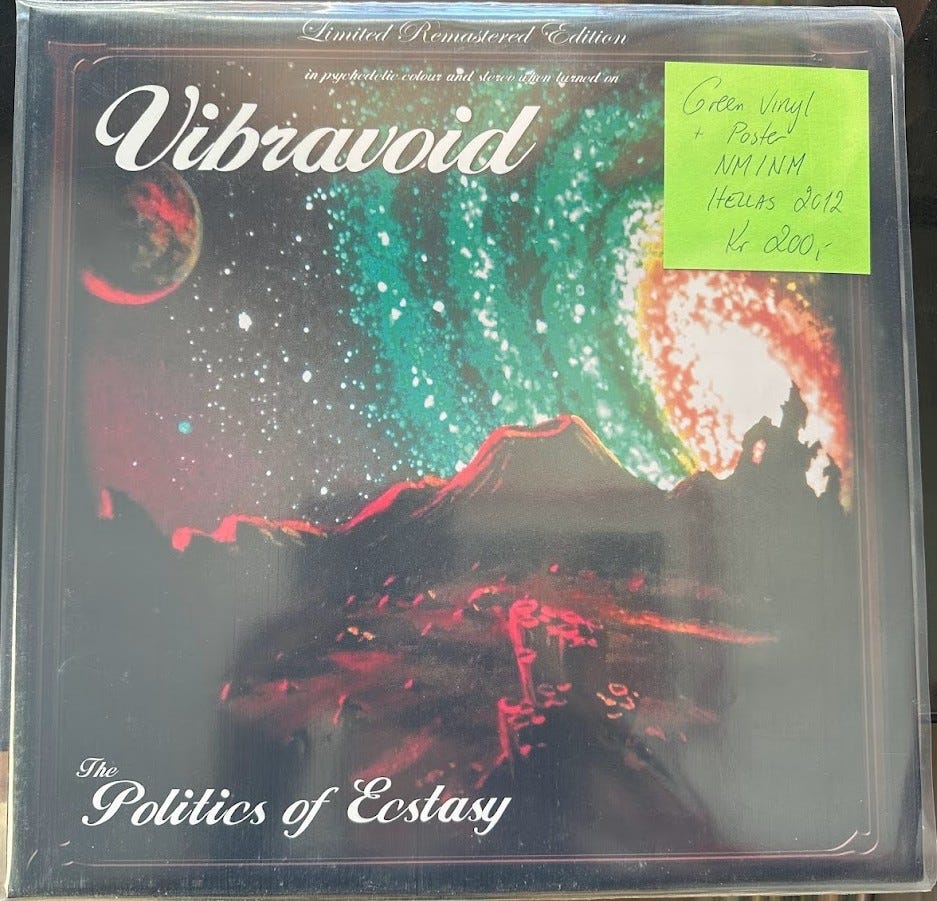 Limited Remastered Edition
in psychedelic colour and stereo when turned on
Vibravoid
Green Vinyl
+ Poster
NM/NM
HELLAS 2012
Kr 200,-
The
Politics of Ecstasy